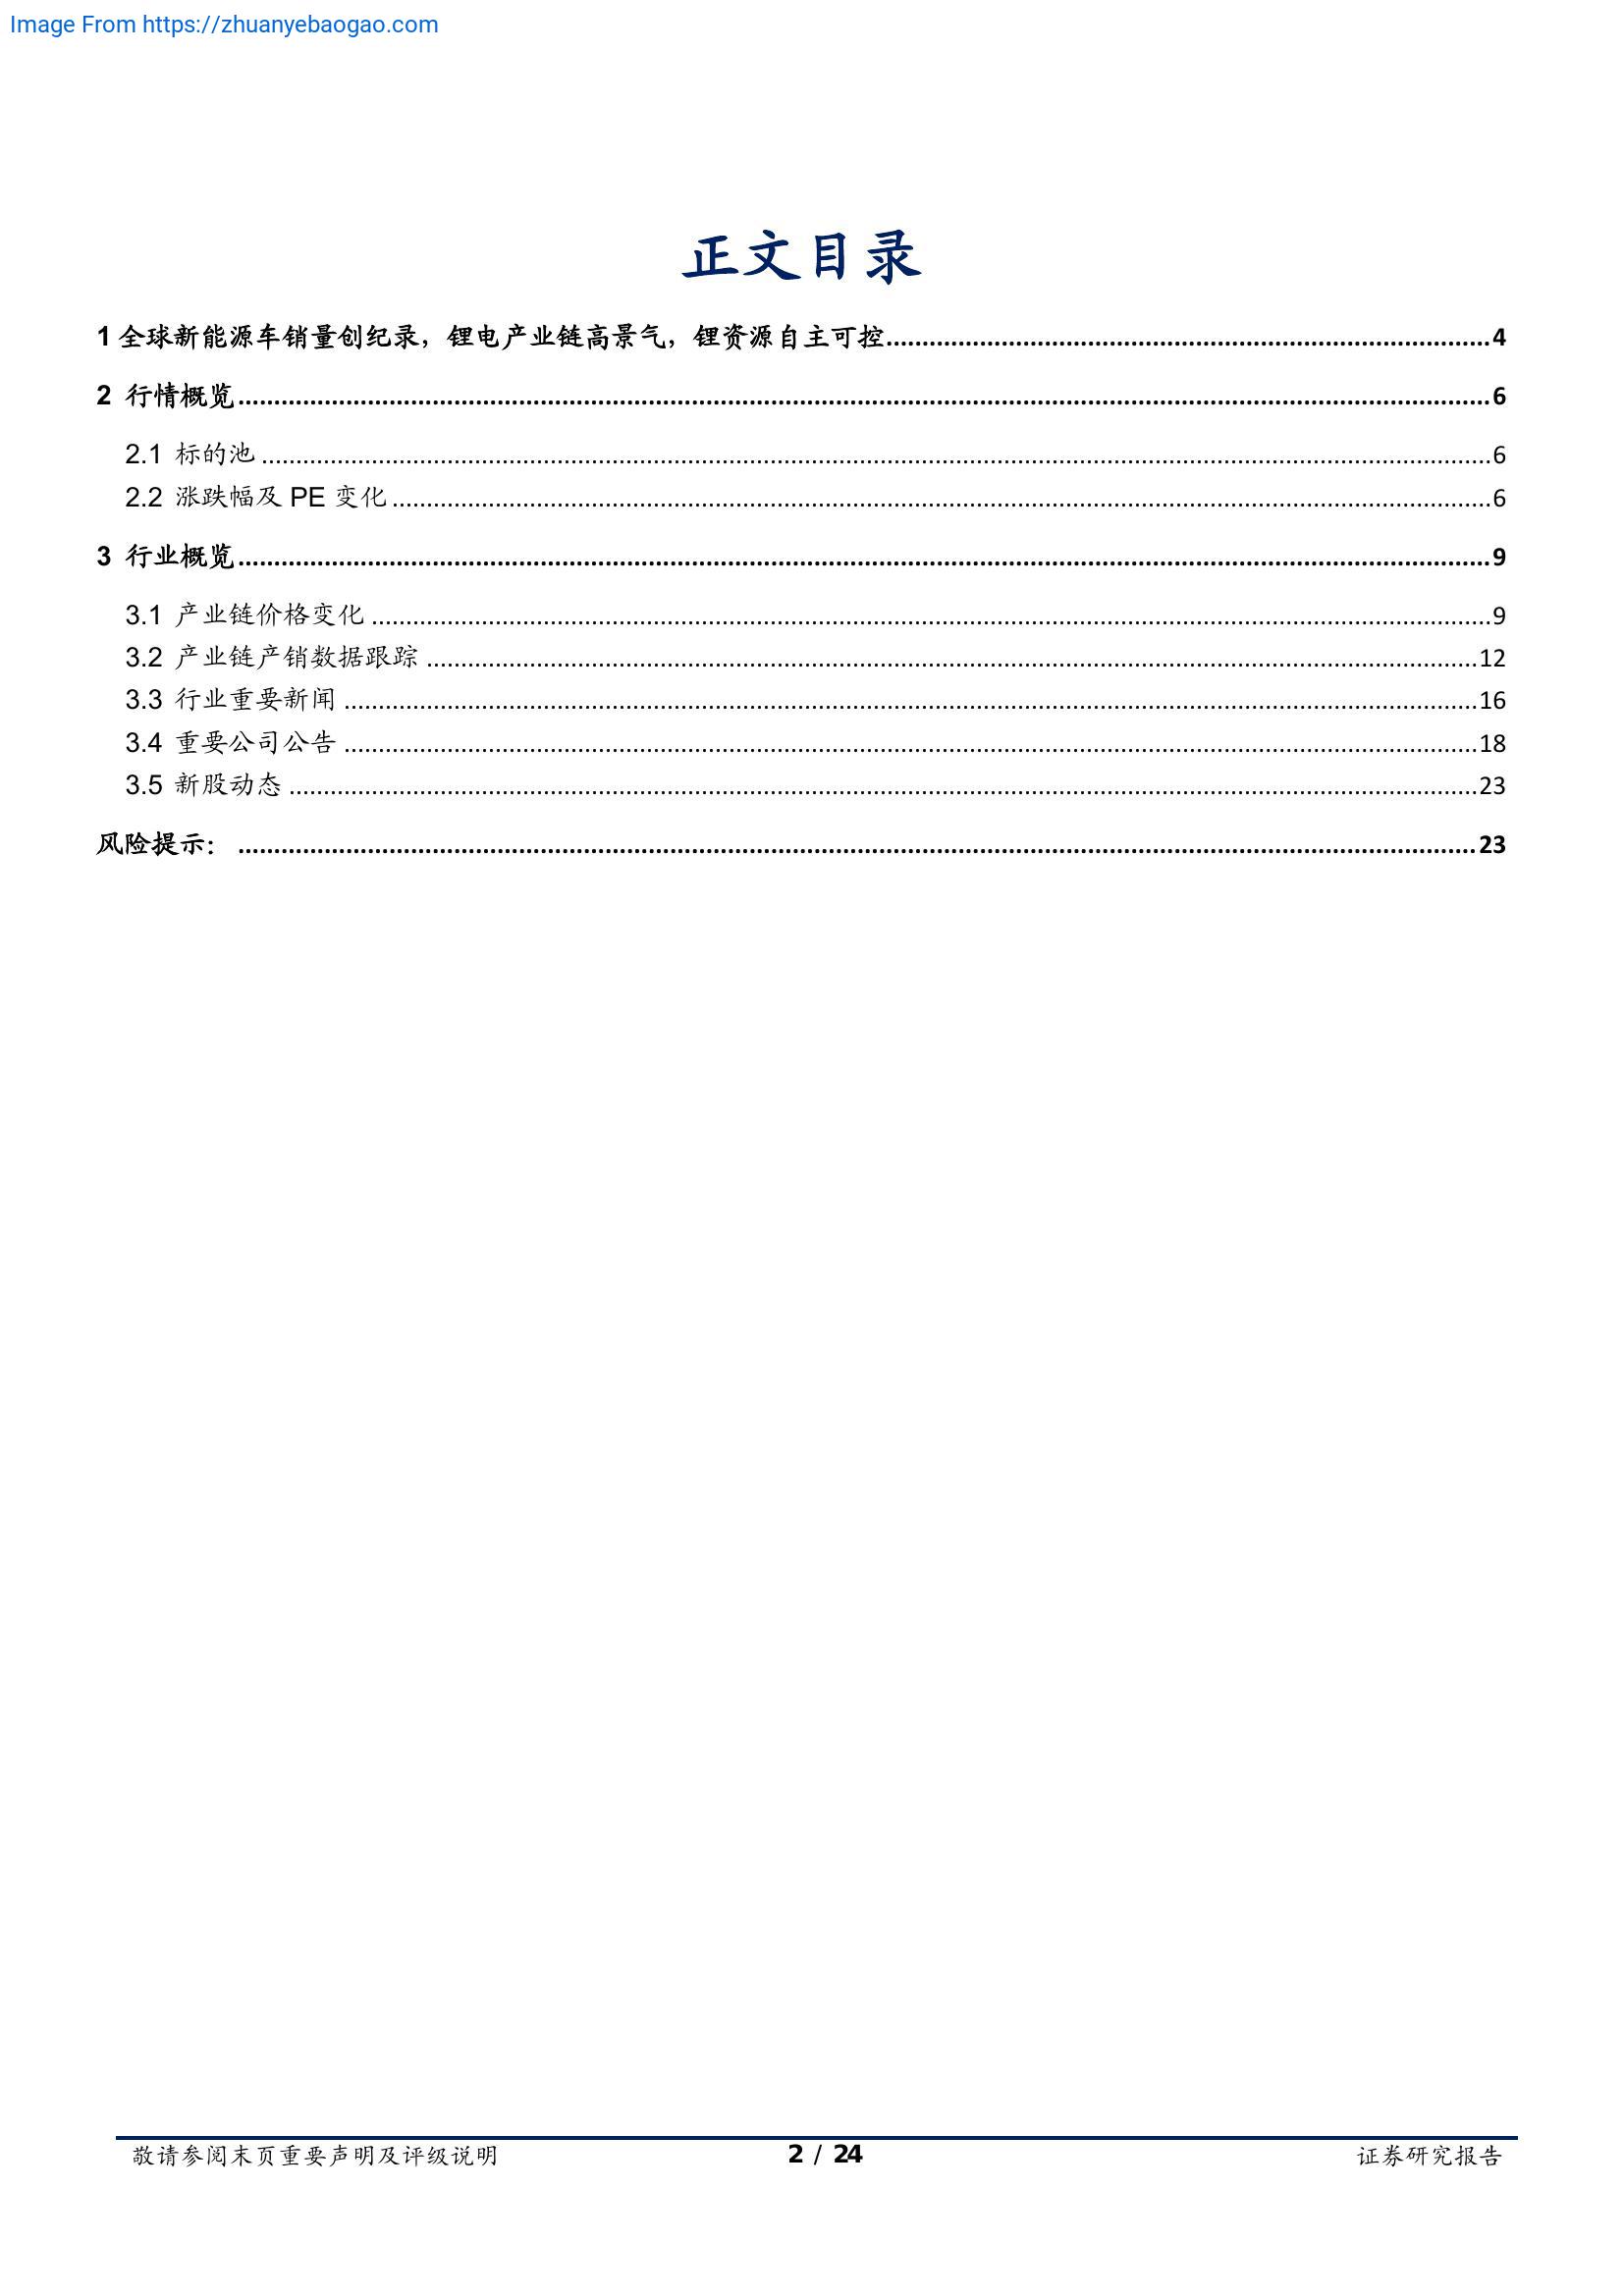 Image From https://zhuanyebaogao.com
正文目录
1 全球新能源车销量创纪录，锂电产业链高景气，锂资源自主可控....................4
2 行情概览....................6
2.1 标的池....................6
2.2 涨跌幅及 PE 变化....................6
3 行业概览....................9
3.1 产业链价格变化....................9
3.2 产业链产销数据跟踪....................12
3.3 行业重要新闻....................16
3.4 重要公司公告....................18
3.5 新股动态....................23
风险提示：....................23
敬请参阅末页重要声明及评级说明 2 / 24 证券研究报告